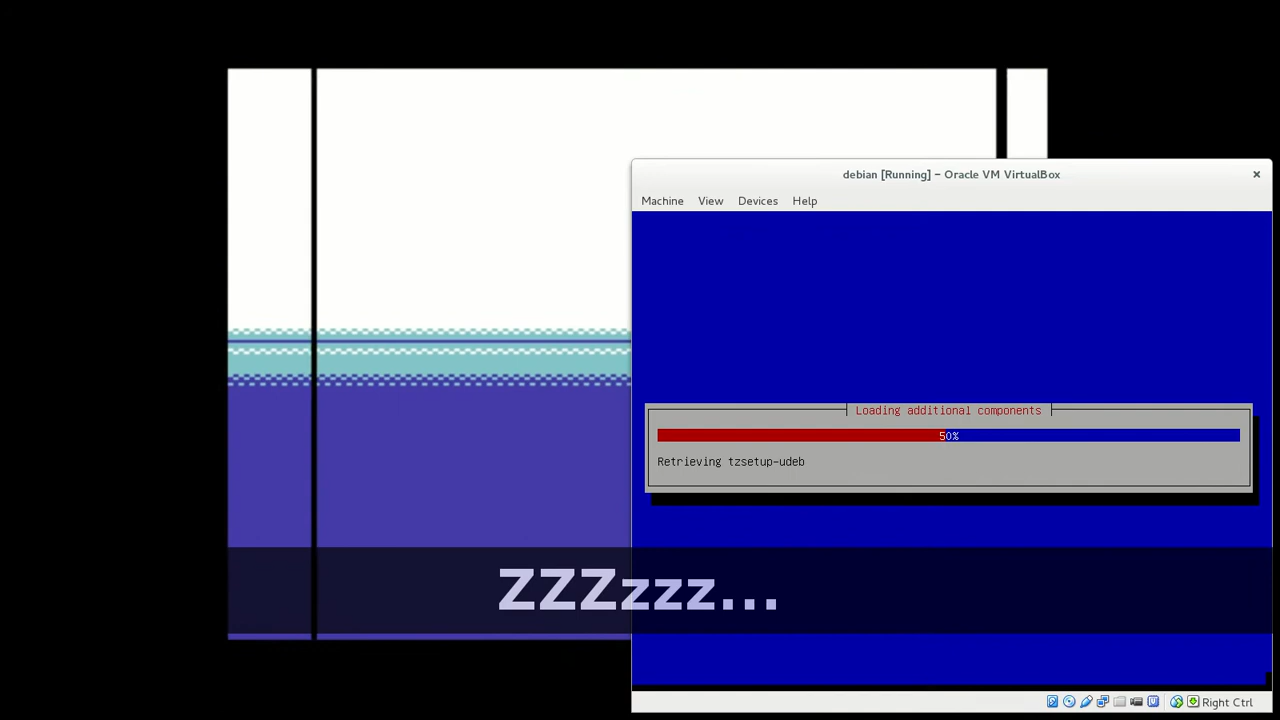 debian [Running] – Oracle VM VirtualBox
Machine View Devices Help
Loading additional components
50%
Retrieving tzsetup-udeb
ZZZzzz...
Right Ctrl